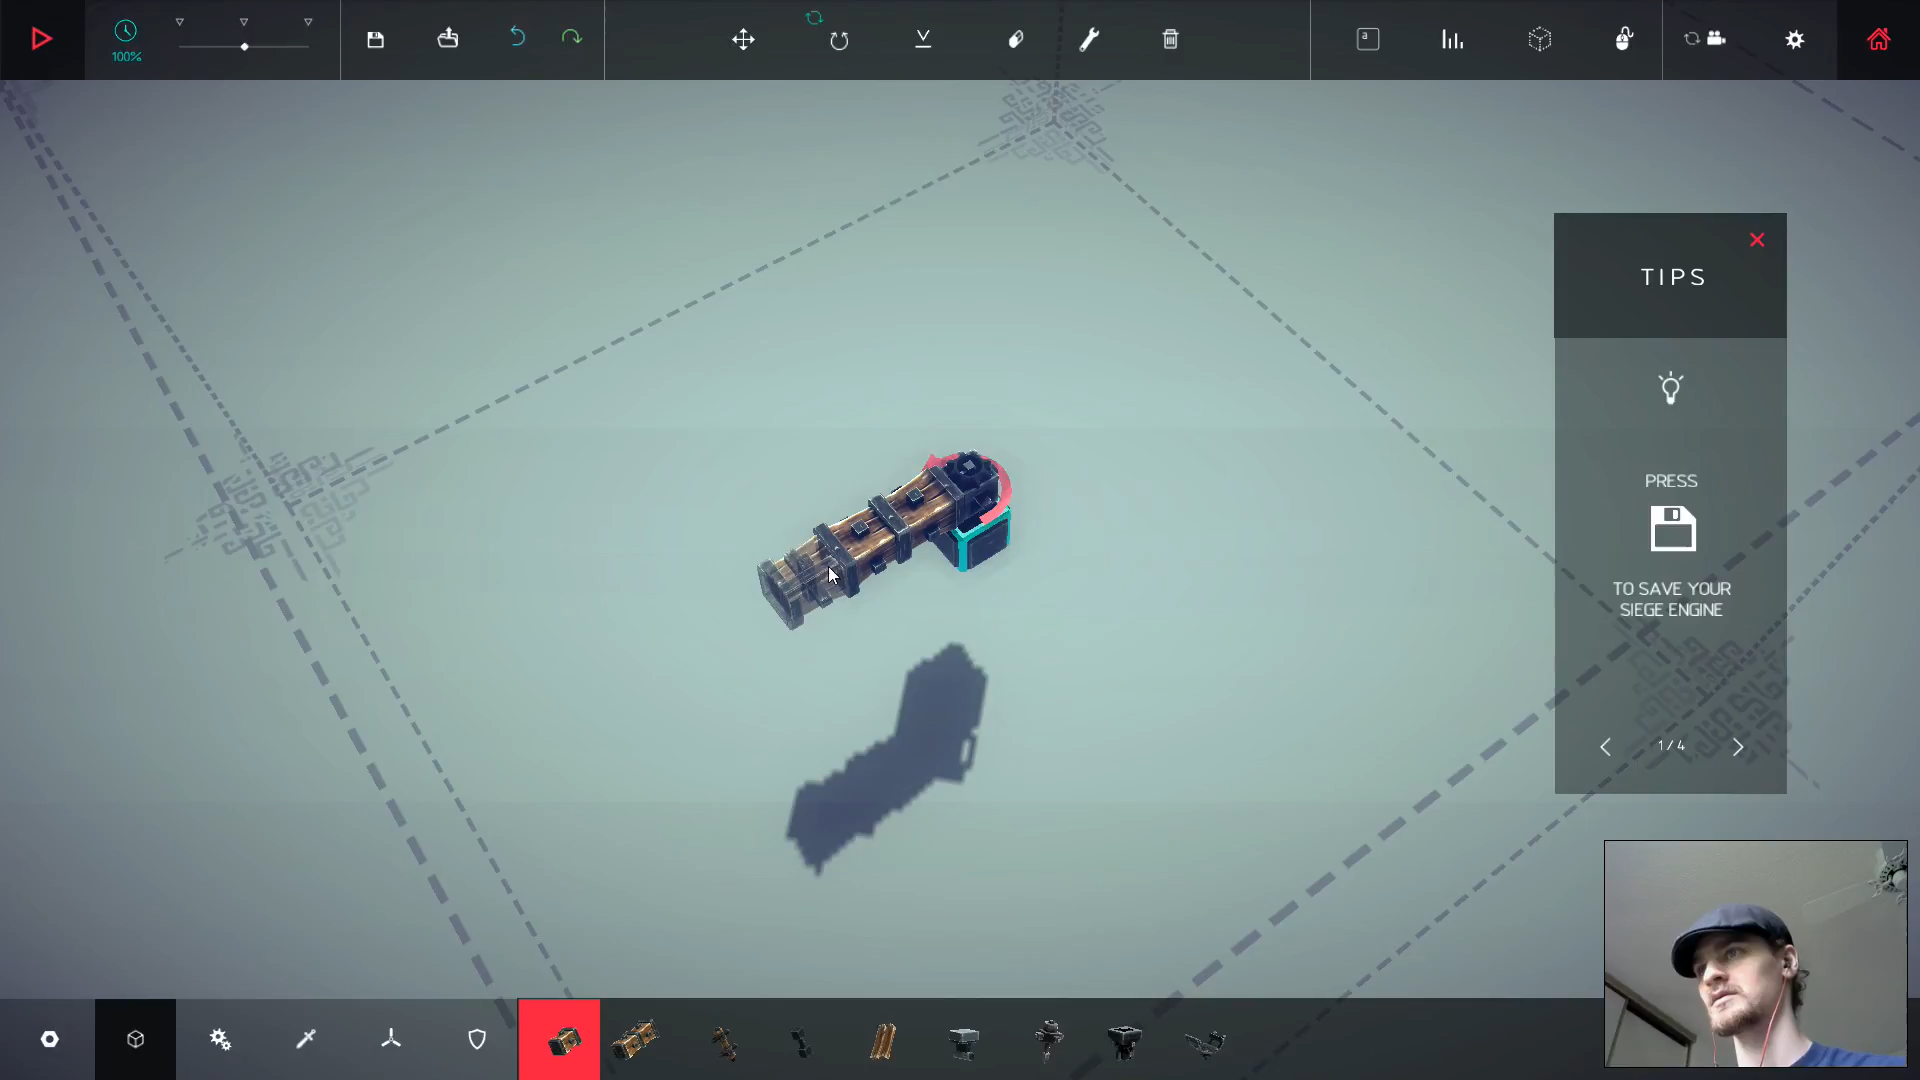 100%
a
TIPS
PRESS
TO SAVE YOUR
SIEGE ENGINE
1/4